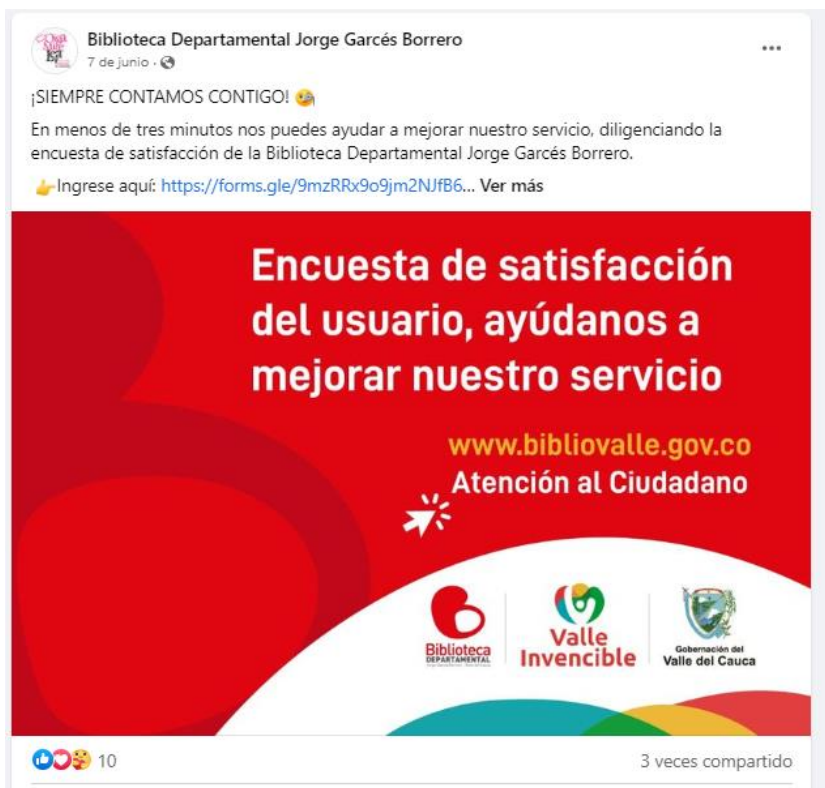 Biblioteca Departamental Jorge Garcés Borrero
7 de junio ·
¡SIEMPRE CONTAMOS CONTIGO!
En menos de tres minutos nos puedes ayudar a mejorar nuestro servicio, diligenciando la
encuesta de satisfacción de la Biblioteca Departamental Jorge Garcés Borrero.
Ingrese aquí: https://forms.gle/9mzRRx9o9jm2NJfB6... Ver más
Encuesta de satisfacción
del usuario, ayúdanos a
mejorar nuestro servicio
www.bibliovalle.gov.co
Atención al Ciudadano
Biblioteca
DEPARTAMENTAL
Valle
Invencible
Gobernación del
Valle del Cauca
10
3 veces compartido